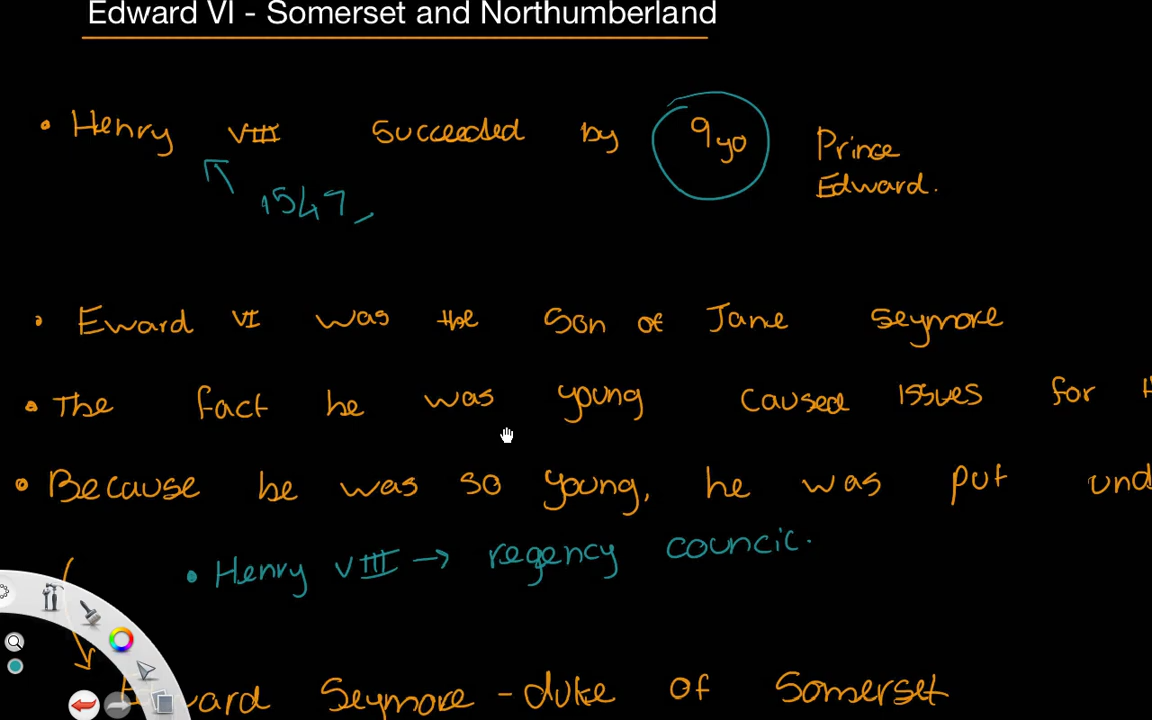 Edward VI - Somerset and Northumberland
• Henry VIII Succeeded by 9yo Prince
Edward.
1547
• Eward VI was the Son of Jane Seymore
• The fact he was young caused issues for
• Because he was so young, he was put
• Henry VIII → regency council.
Seymore - duke of Somerset